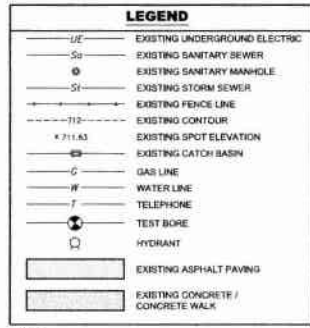 LEGEND
UE EXISTING UNDERGROUND ELECTRIC
Sa EXISTING SANITARY SEWER
EXISTING SANITARY MANHOLE
St EXISTING STORM SEWER
EXISTING FENCE LINE
712 EXISTING CONTOUR
× 711.63 EXISTING SPOT ELEVATION
EXISTING CATCH BASIN
G GAS LINE
W WATER LINE
T TELEPHONE
TEST BORE
HYDRANT
EXISTING ASPHALT PAVING
EXISTING CONCRETE /
CONCRETE WALK